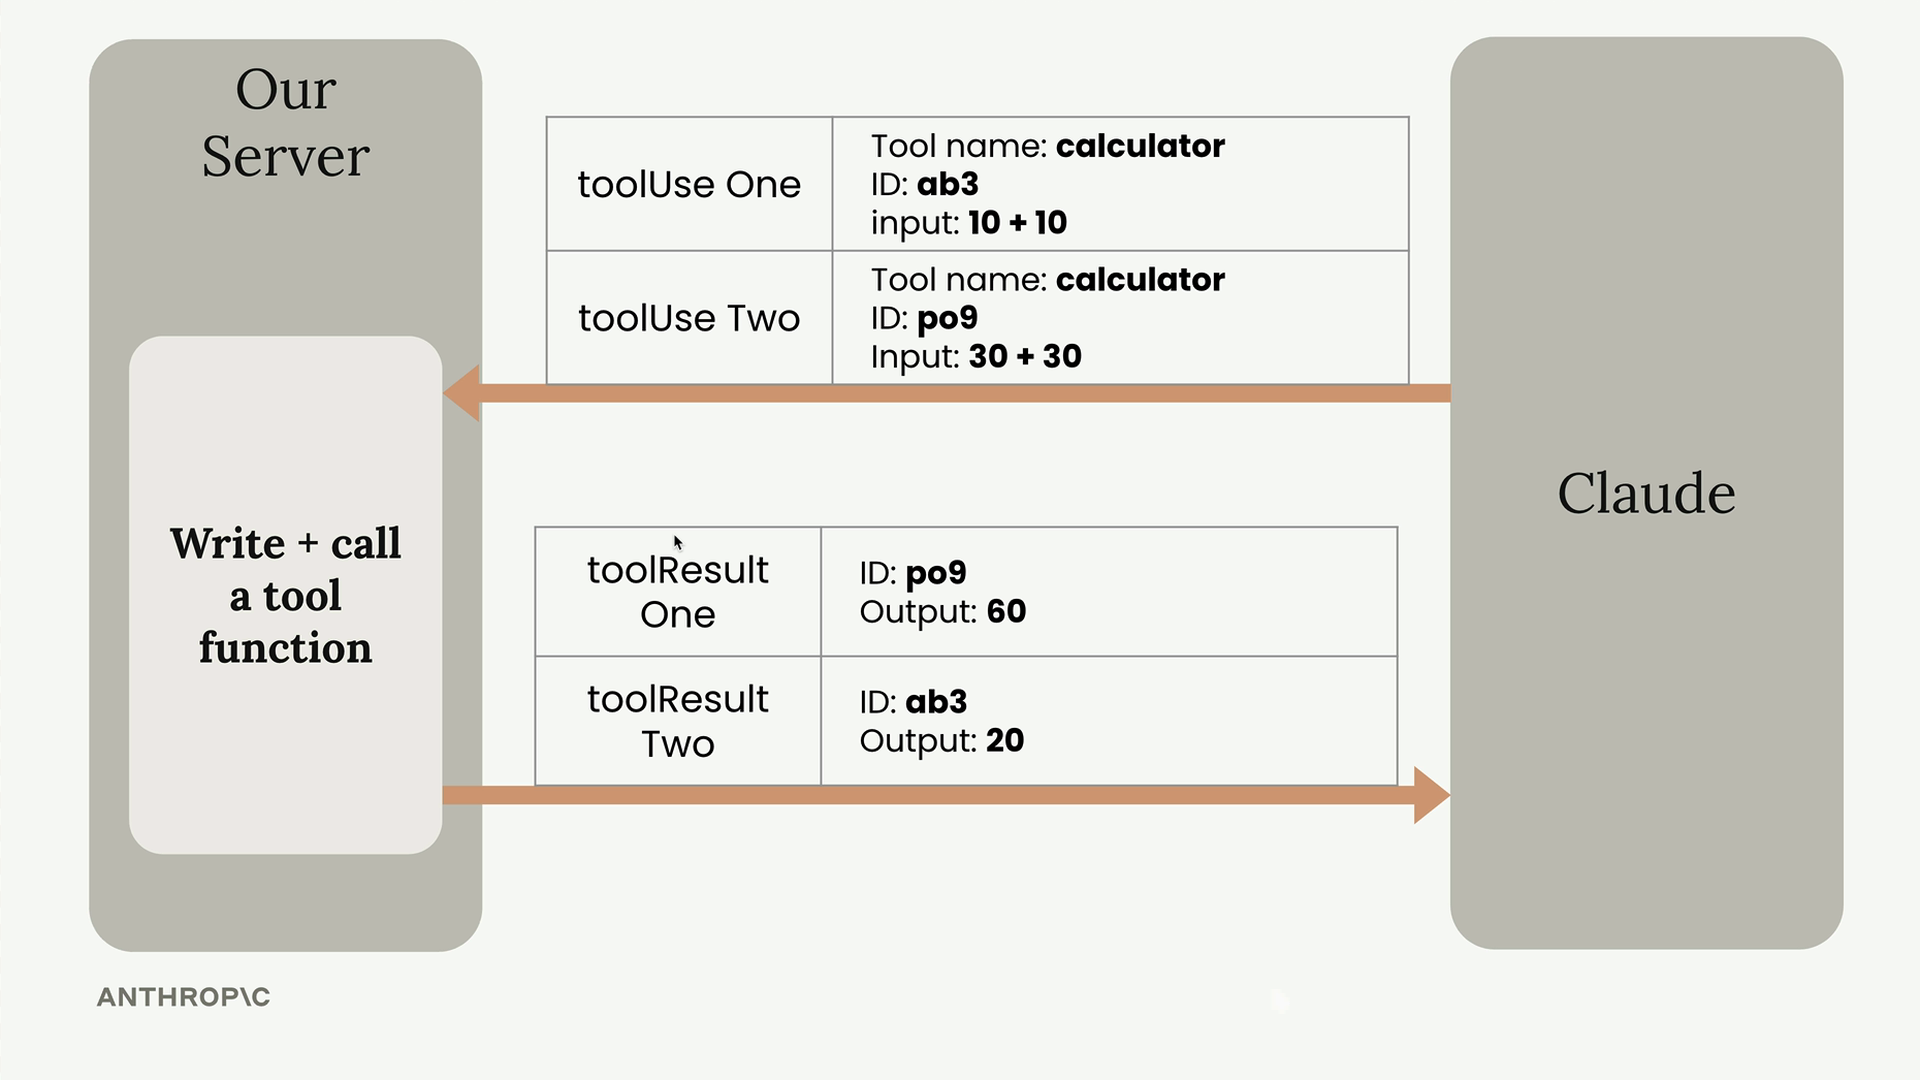 Our
Server
toolUse One
Tool name: calculator
ID: ab3
input: 10 + 10
toolUse Two
Tool name: calculator
ID: po9
Input: 30 + 30
Write + call
a tool
function
Claude
toolResult
One
ID: po9
Output: 60
toolResult
Two
ID: ab3
Output: 20
ANTHROP\C